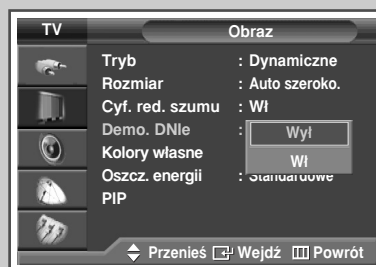 TV Obraz
Tryb : Dynamiczne
Rozmiar : Auto szeroko.
Cyf. red. szumu : Wł
Demo. DNIe : Wył
Kolory własne Wł
Oszcz. energii : Standardowe
PIP
Przenieś Wejdź Powrót